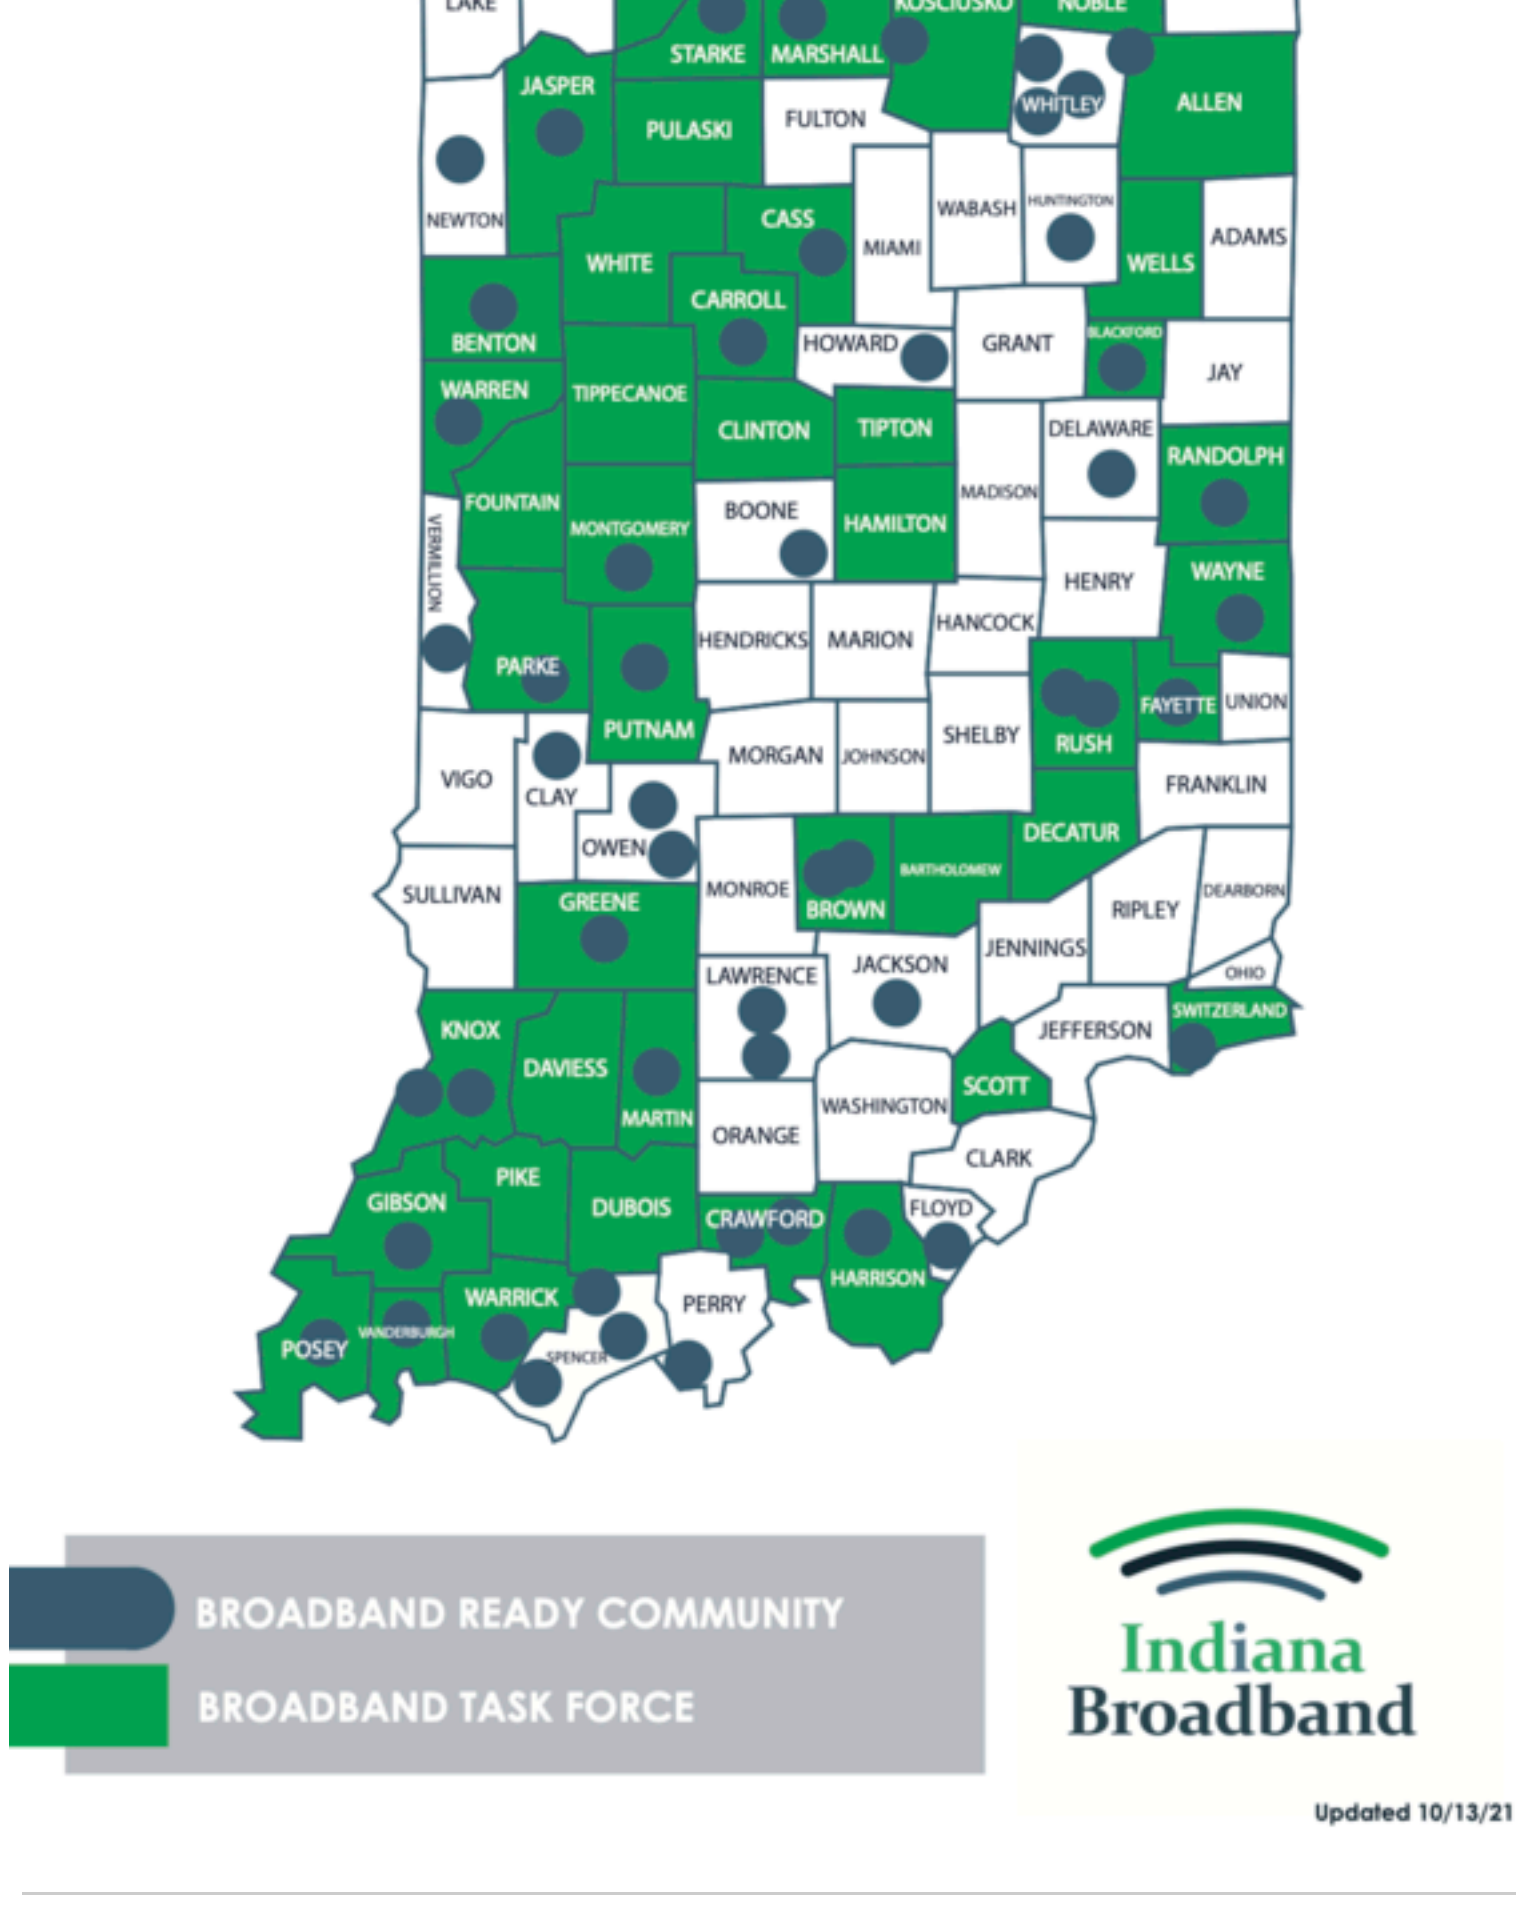 LAKE
KOSCIUSKO
NOBLE
STARKE
MARSHALL
JASPER
WHITLEY
ALLEN
PULASKI
FULTON
NEWTON
WABASH
HUNTINGTON
CASS
MIAMI
ADAMS
WHITE
WELLS
CARROLL
BENTON
HOWARD
GRANT
BLACKFORD
JAY
WARREN
TIPPECANOE
CLINTON
TIPTON
DELAWARE
RANDOLPH
FOUNTAIN
MADISON
BOONE
HAMILTON
MONTGOMERY
VERMILLION
WAYNE
HENRY
HANCOCK
HENDRICKS
MARION
PARKE
FAYETTE
UNION
PUTNAM
SHELBY
RUSH
MORGAN
JOHNSON
VIGO
CLAY
FRANKLIN
DECATUR
OWEN
BARTHOLOMEW
SULLIVAN
MONROE
DEARBORN
GREENE
BROWN
RIPLEY
JENNINGS
JACKSON
LAWRENCE
OHIO
SWITZERLAND
KNOX
JEFFERSON
DAVIESS
SCOTT
MARTIN
WASHINGTON
ORANGE
CLARK
PIKE
GIBSON
DUBOIS
CRAWFORD
FLOYD
HARRISON
WARRICK
PERRY
VANDERBURGH
POSEY
SPENCER
BROADBAND READY COMMUNITY
BROADBAND TASK FORCE
Indiana
Broadband
Updated 10/13/21